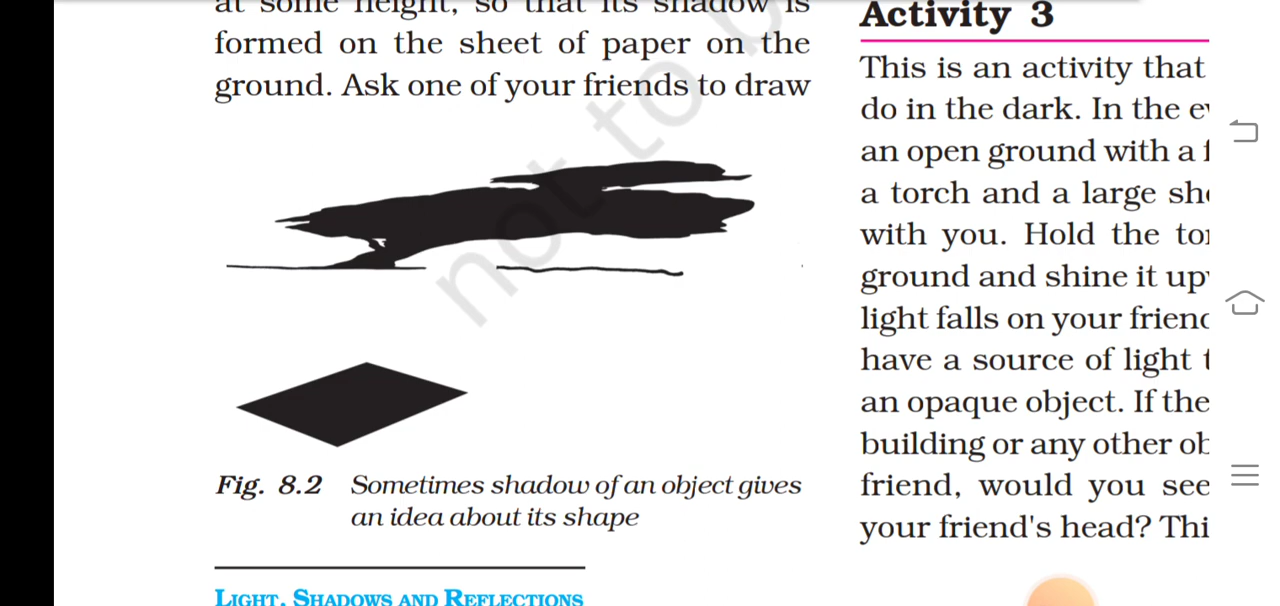 formed on the sheet of paper on the
ground. Ask one of your friends to draw
not to b
Fig. 8.2 Sometimes shadow of an object gives
an idea about its shape
LIGHT, SHADOWS AND REFLECTIONS
Activity 3
This is an activity that
do in the dark. In the
an open ground with a
a torch and a large
with you. Hold the
ground and shine it
light falls on your
have a source of light
an opaque object. If the
building or any other
friend, would you see
your friend's head?